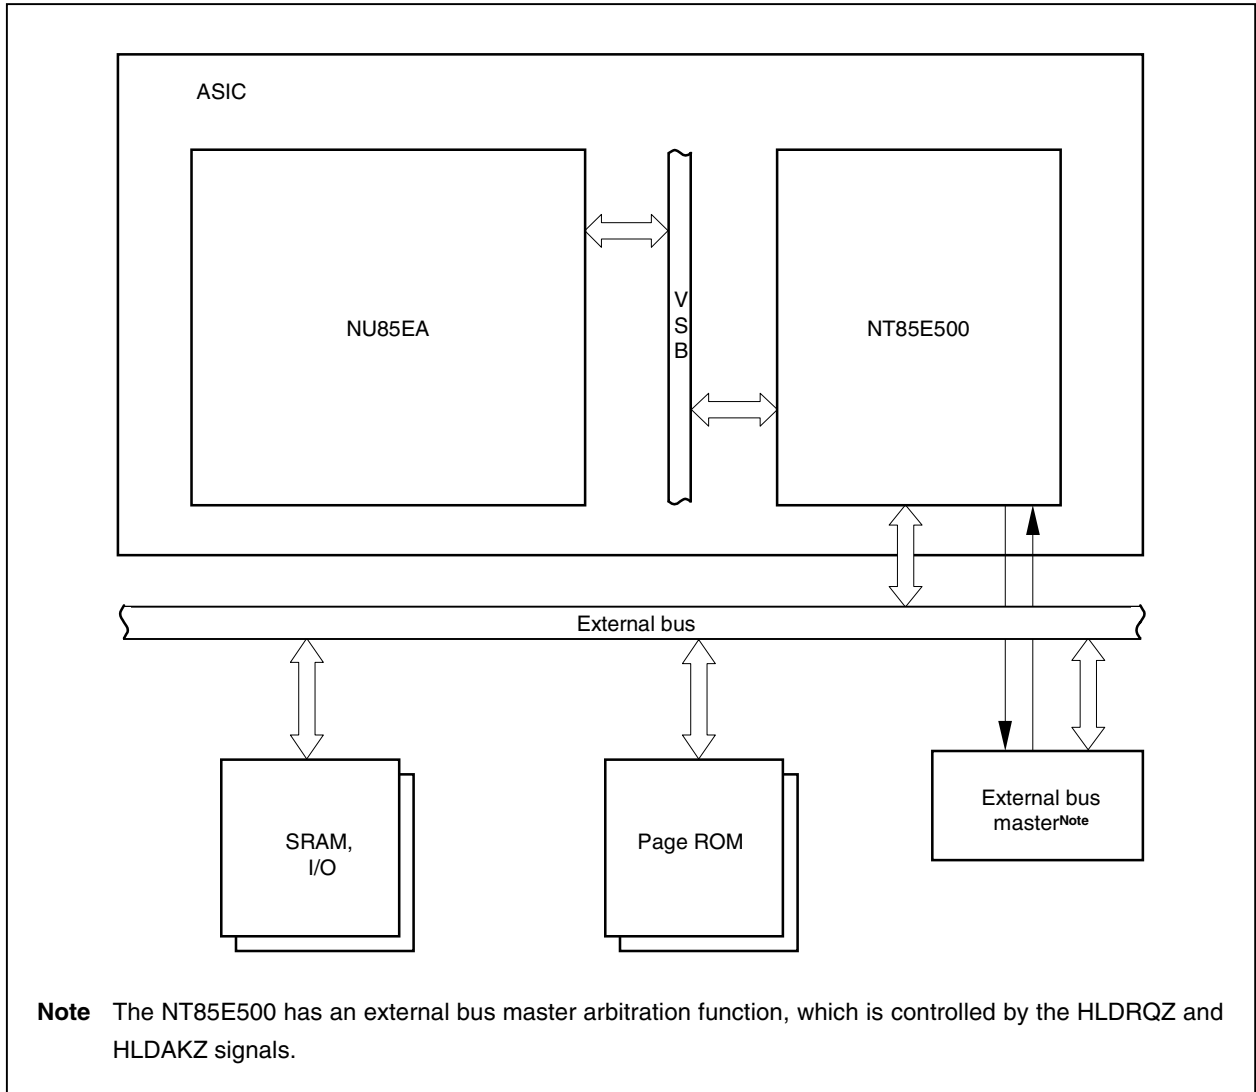 ASIC
NU85EA
V
S
B
NT85E500
External bus
SRAM,
I/O
Page ROM
External bus
masterNote
Note The NT85E500 has an external bus master arbitration function, which is controlled by the HLDRQZ and
HLDAKZ signals.